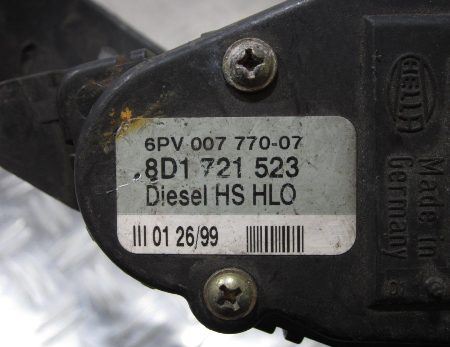 6PV 007 770-07
8D1 721 523
Diesel HS HLO
III 01 26/99
HELLA
Made in
Germany